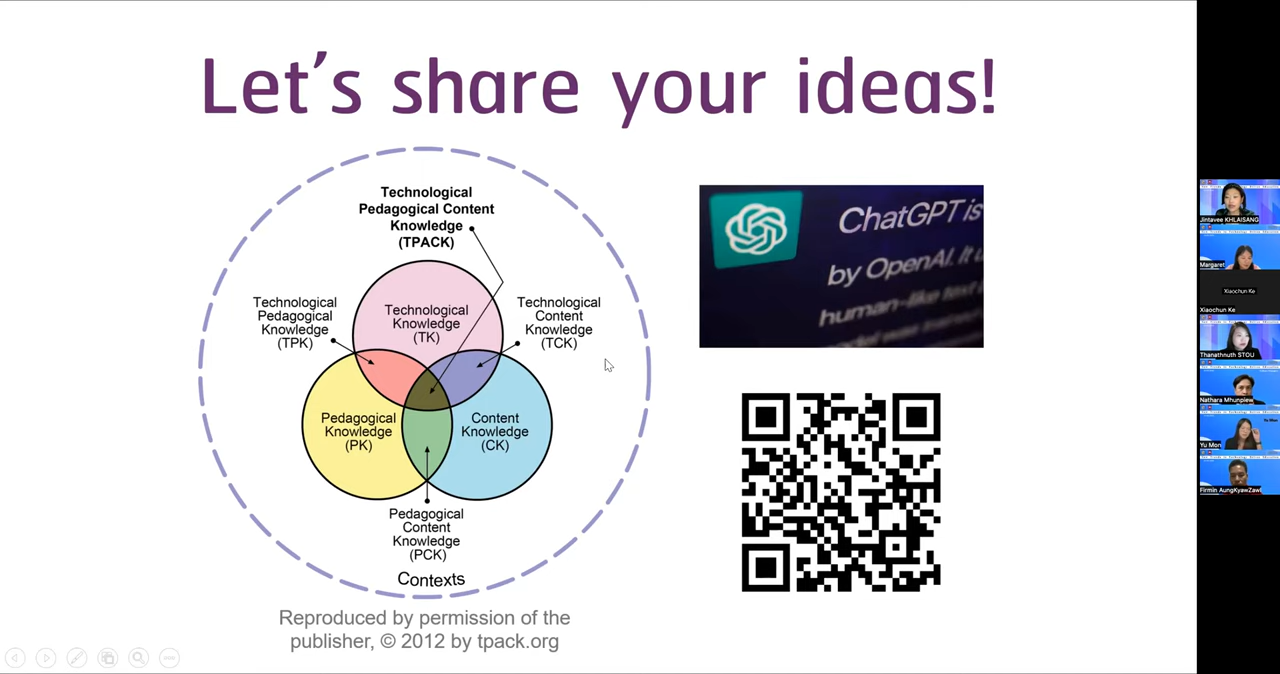 Let's share your ideas!
Technological
Pedagogical Content
Knowledge
(TPACK)
Technological
Pedagogical
Knowledge
(TPK)
Technological
Knowledge
(TK)
Technological
Content
Knowledge
(TCK)
Pedagogical
Knowledge
(PK)
Content
Knowledge
(CK)
Pedagogical
Content
Knowledge
(PCK)
Contexts
Reproduced by permission of the
publisher, © 2012 by tpack.org
ChatGPT is
by OpenAI. It
human-like text
Jintavee KHLAISANG
Margaret
Xiaochun Ke
Xiaochun Ke
Thanathnuth STOU
Nathara Mhunpiew
Yu Mon
Firmin AungKyawZawl